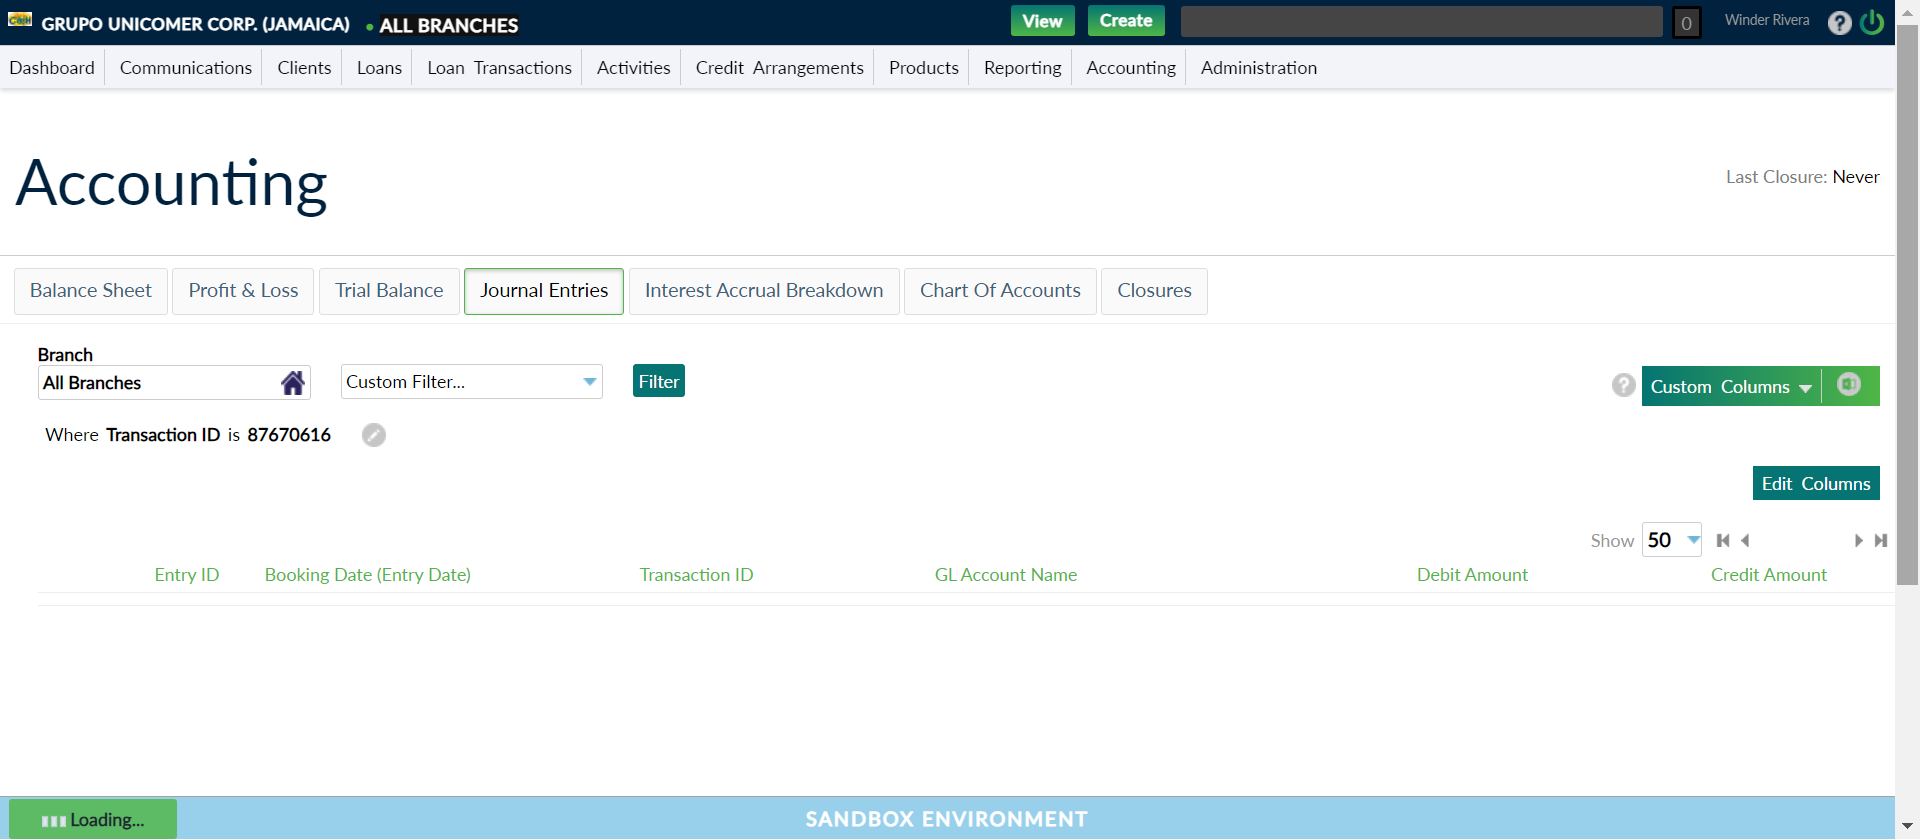 GRUPO UNICOMER CORP. (JAMAICA) • ALL BRANCHES View Create 0 Winder Rivera ?
Dashboard Communications Clients Loans Loan Transactions Activities Credit Arrangements Products Reporting Accounting Administration
Accounting
Last Closure: Never
Balance Sheet Profit & Loss Trial Balance Journal Entries Interest Accrual Breakdown Chart Of Accounts Closures
Branch
All Branches Custom Filter... Filter ? Custom Columns
Where Transaction ID is 87670616
Edit Columns
Show 50
Entry ID Booking Date (Entry Date) Transaction ID GL Account Name Debit Amount Credit Amount
Loading... SANDBOX ENVIRONMENT